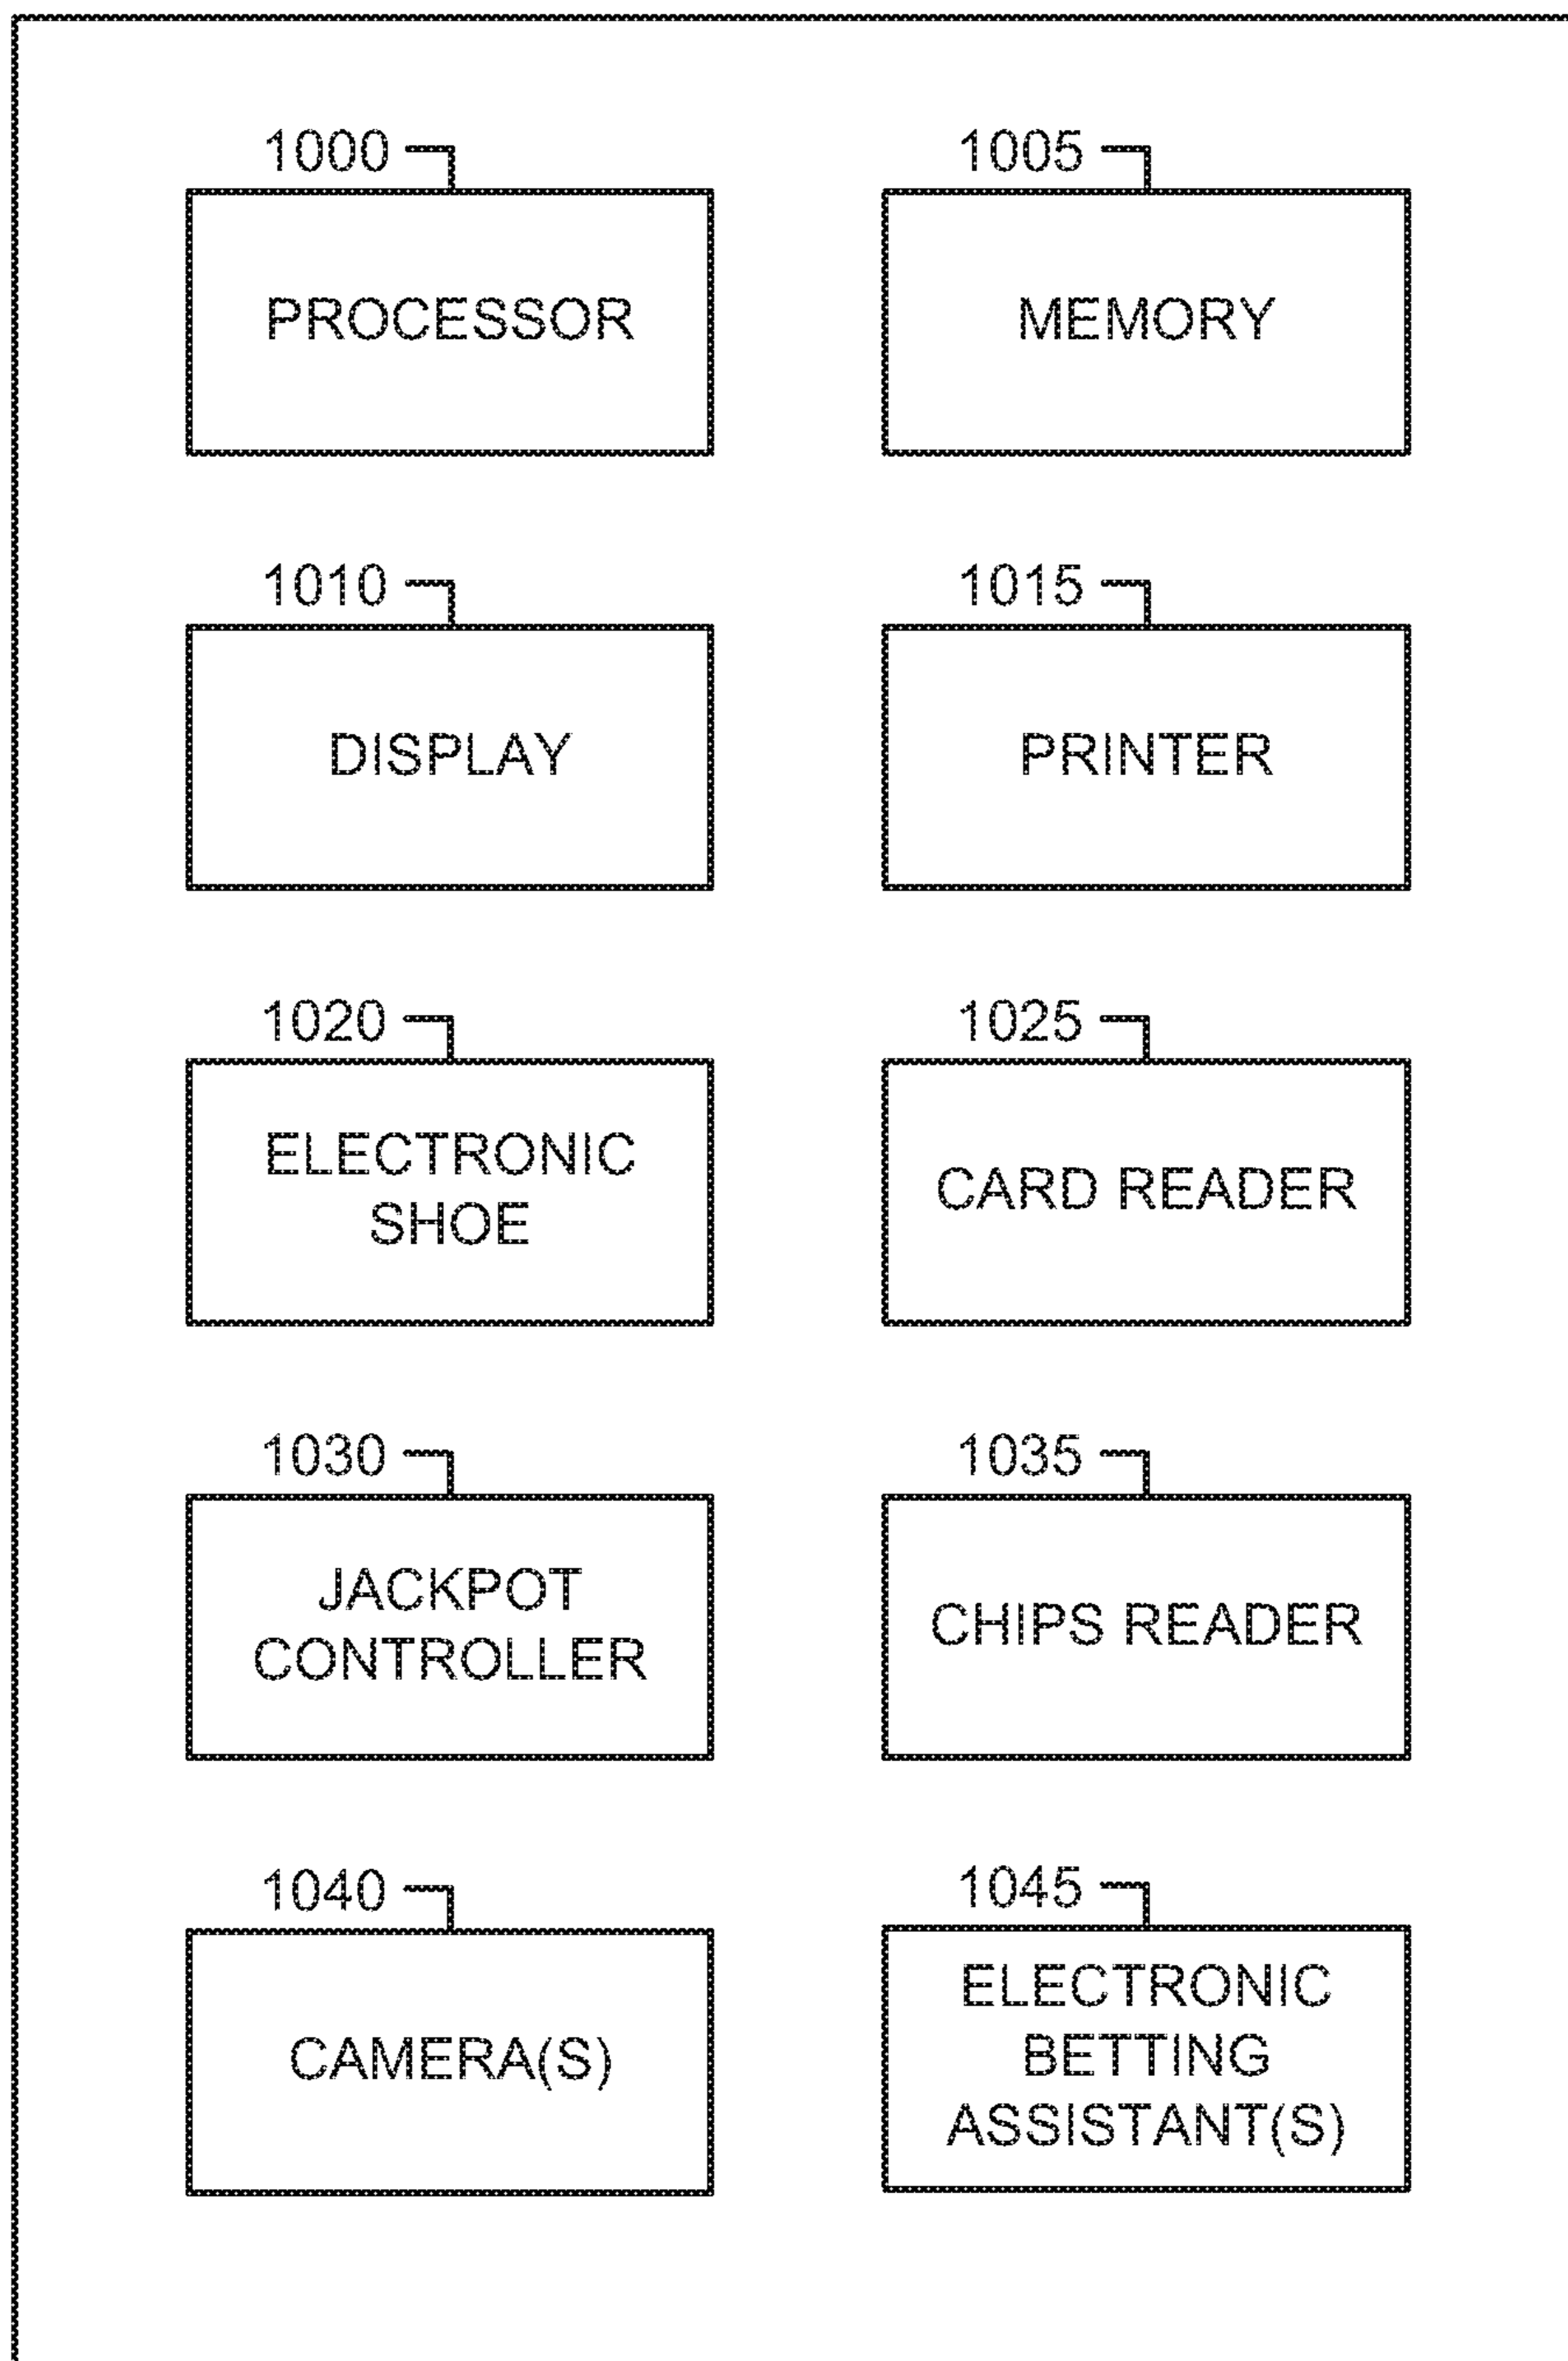 1000
PROCESSOR
1005
MEMORY
1010
DISPLAY
1015
PRINTER
1020
ELECTRONIC
SHOE
1025
CARD READER
1030
JACKPOT
CONTROLLER
1035
CHIPS READER
1040
CAMERA(S)
1045
ELECTRONIC
BETTING
ASSISTANT(S)